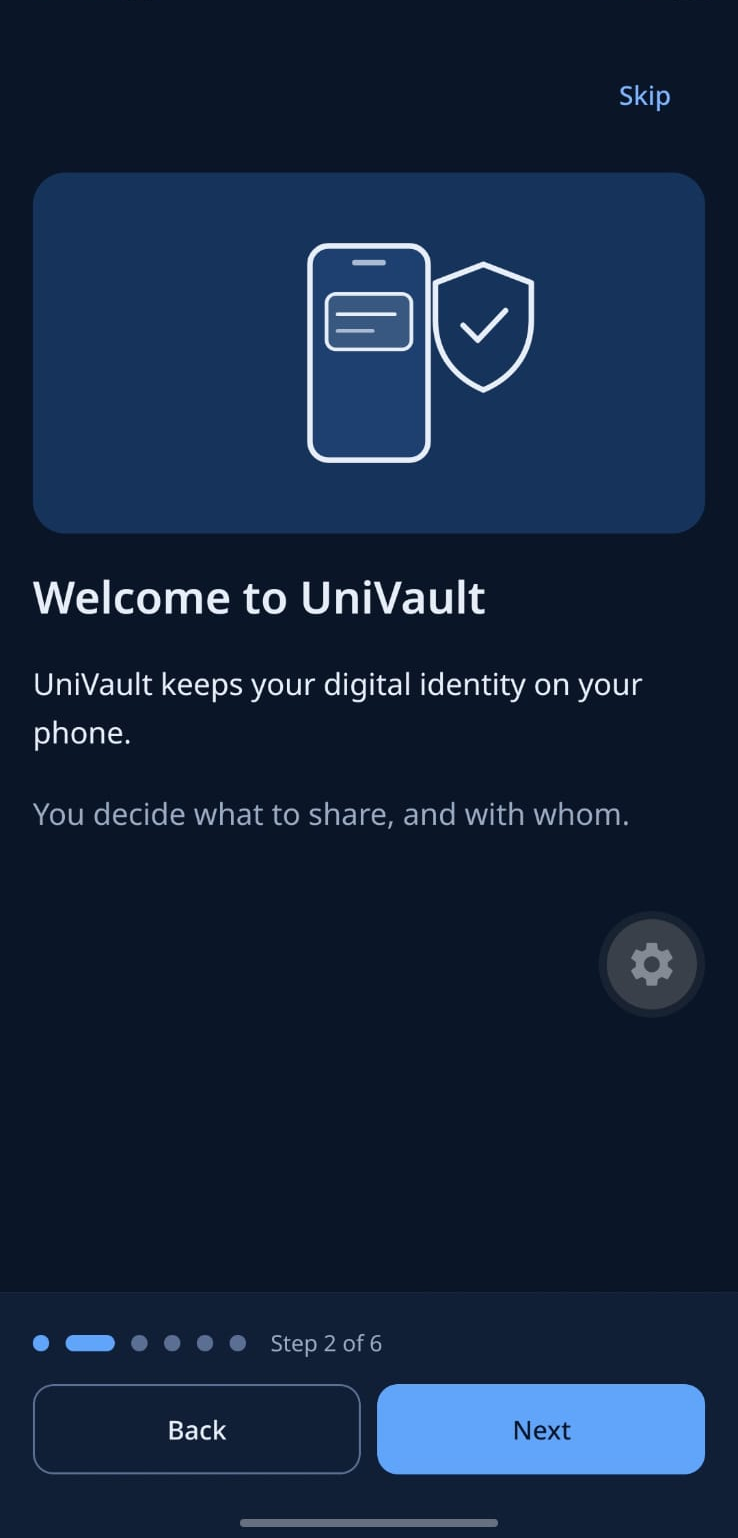 Skip
Welcome to UniVault
UniVault keeps your digital identity on your
phone.
You decide what to share, and with whom.
Step 2 of 6
Back
Next